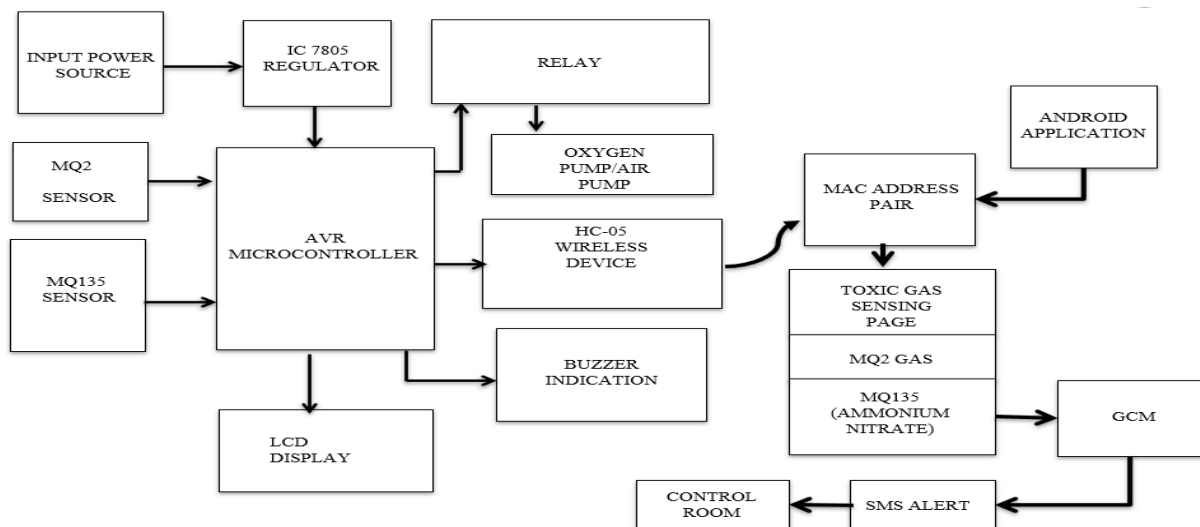 INPUT POWER
SOURCE
IC 7805
REGULATOR
RELAY
ANDROID
APPLICATION
MQ2
SENSOR
OXYGEN
PUMP/AIR
PUMP
MAC ADDRESS
PAIR
AVR
MICROCONTROLLER
HC-05
WIRELESS
DEVICE
MQ135
SENSOR
TOXIC GAS
SENSING
PAGE
MQ2 GAS
MQ135
(AMMONIUM
NITRATE)
BUZZER
INDICATION
GCM
LCD
DISPLAY
CONTROL
ROOM
SMS ALERT